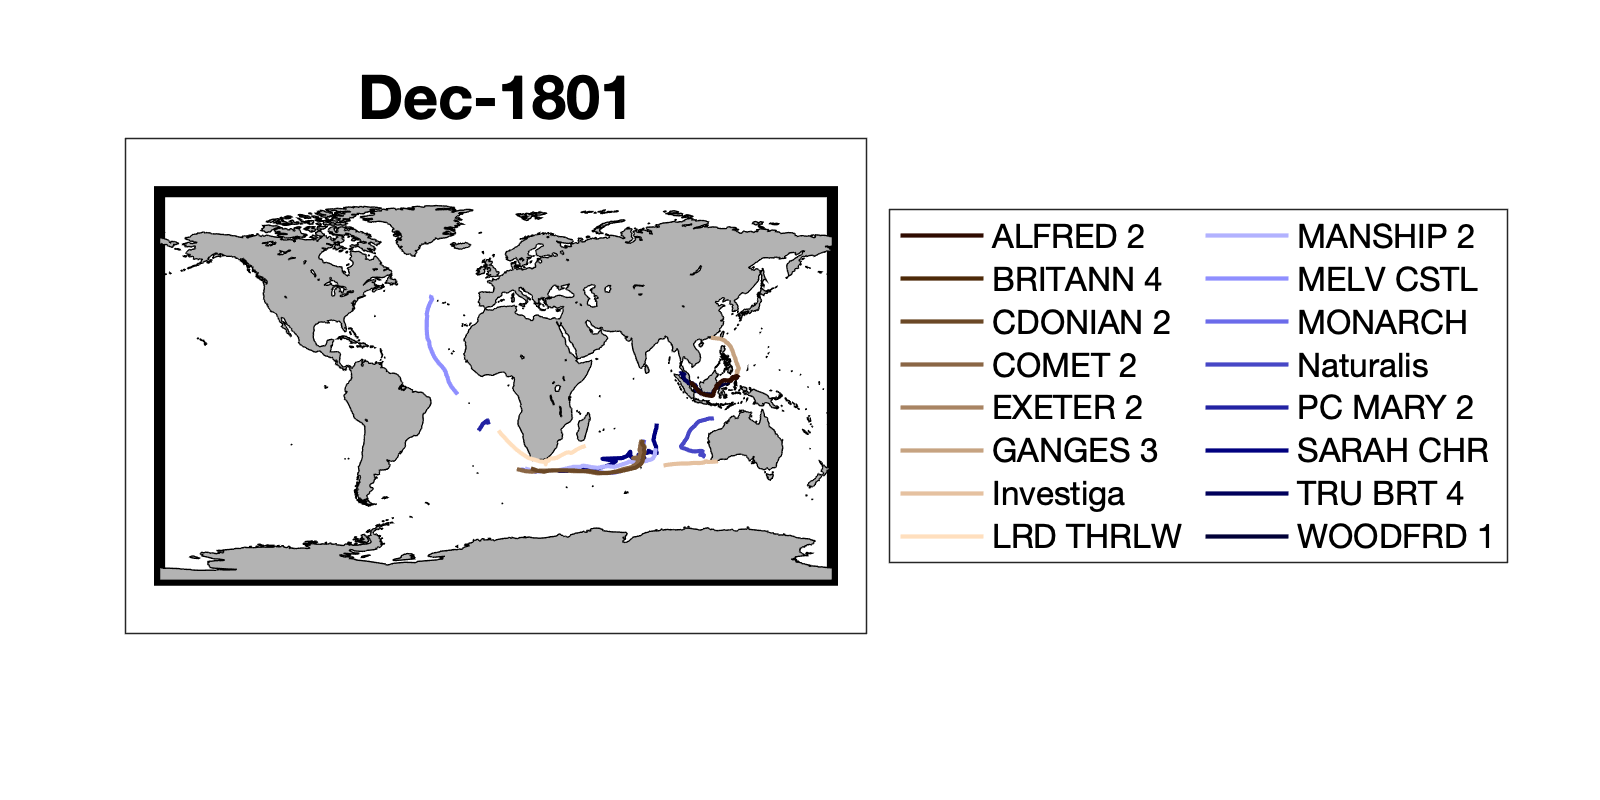 Dec-1801
ALFRED 2
BRITANN 4
CDONIAN 2
COMET 2
EXETER 2
GANGES 3
Investiga
LRD THRLW
MANSHIP 2
MELV CSTL
MONARCH
Naturalis
PC MARY 2
SARAH CHR
TRU BRT 4
WOODFRD 1